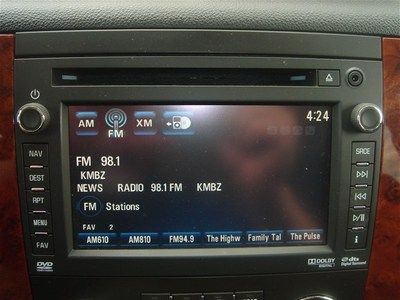 AM FM XM 4:24
FM 98.1
KMBZ
NEWS RADIO 98.1 FM KMBZ
FM Stations
FAV 2
AM610 AM810 FM94.9 The Highw Family Tal The Pulse
NAV
DEST
RPT
MENU
FAV
SRCE
DVD
DOLBY
DIGITAL
dts
Digital Surround